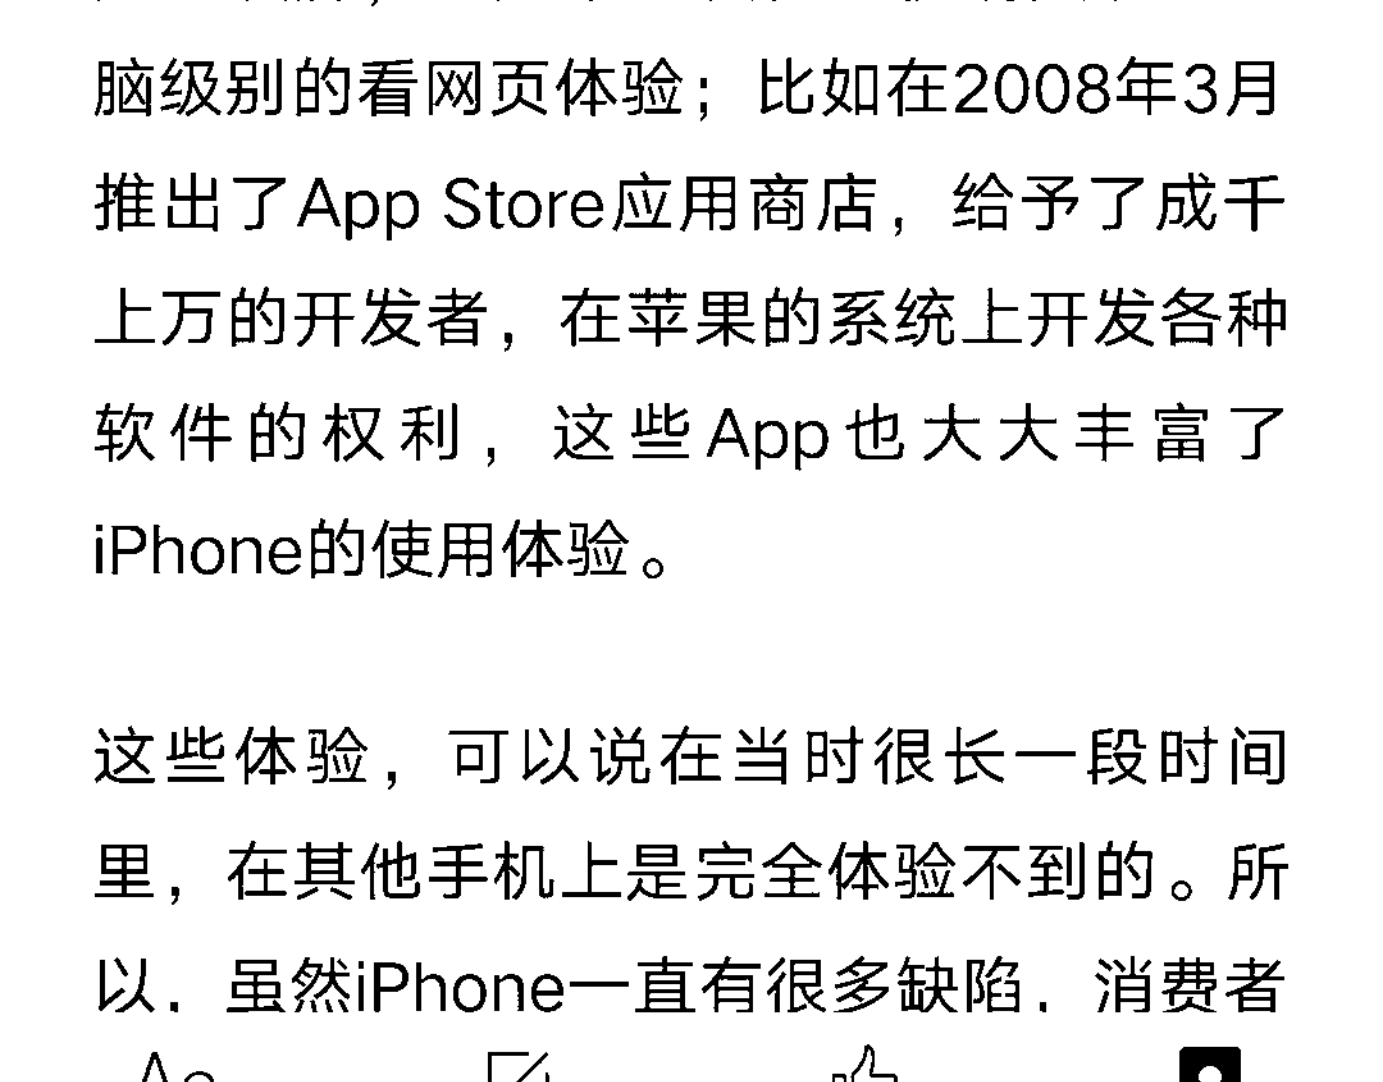 脑级别的看网页体验；比如在2008年3月
推出了App Store应用商店，给予了成千
上万的开发者，在苹果的系统上开发各种
软件的权利，这些App也大大丰富了
iPhone的使用体验。
这些体验，可以说在当时很长一段时间
里，在其他手机上是完全体验不到的。所
以，虽然iPhone一直有很多缺陷，消费者